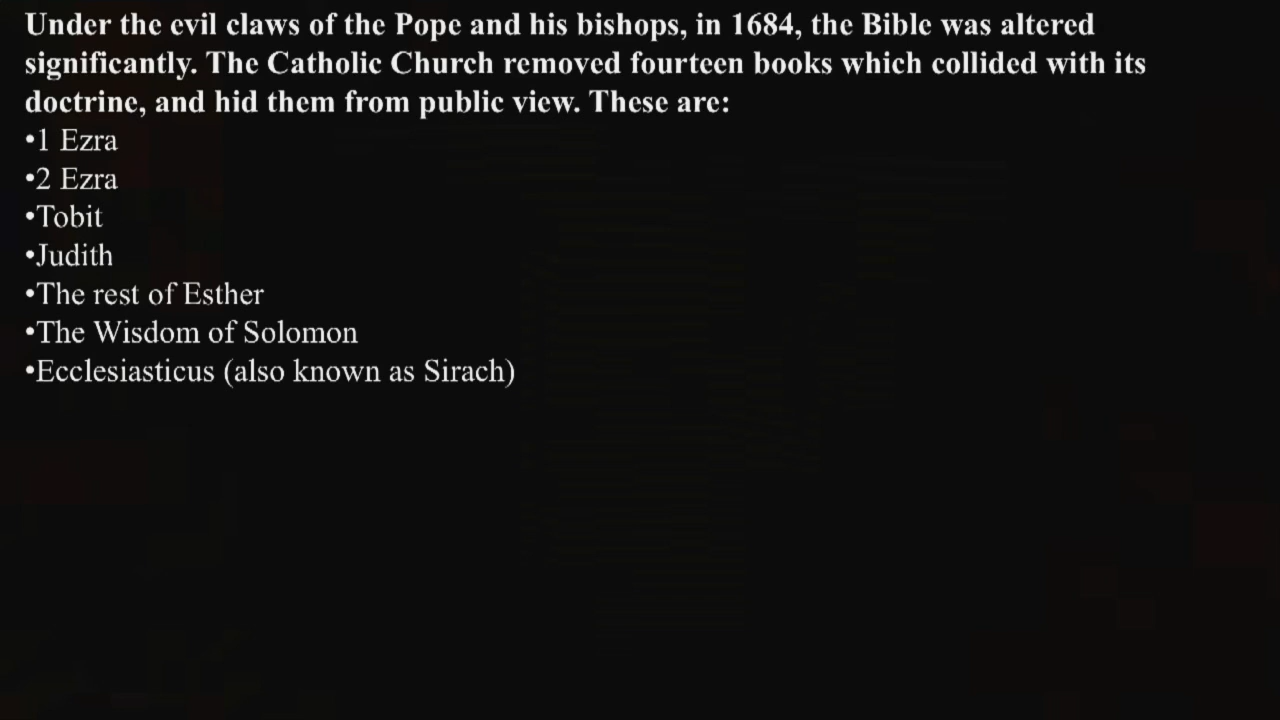 Under the evil claws of the Pope and his bishops, in 1684, the Bible was altered
significantly. The Catholic Church removed fourteen books which collided with its
doctrine, and hid them from public view. These are:
•1 Ezra
•2 Ezra
•Tobit
•Judith
•The rest of Esther
•The Wisdom of Solomon
•Ecclesiasticus (also known as Sirach)